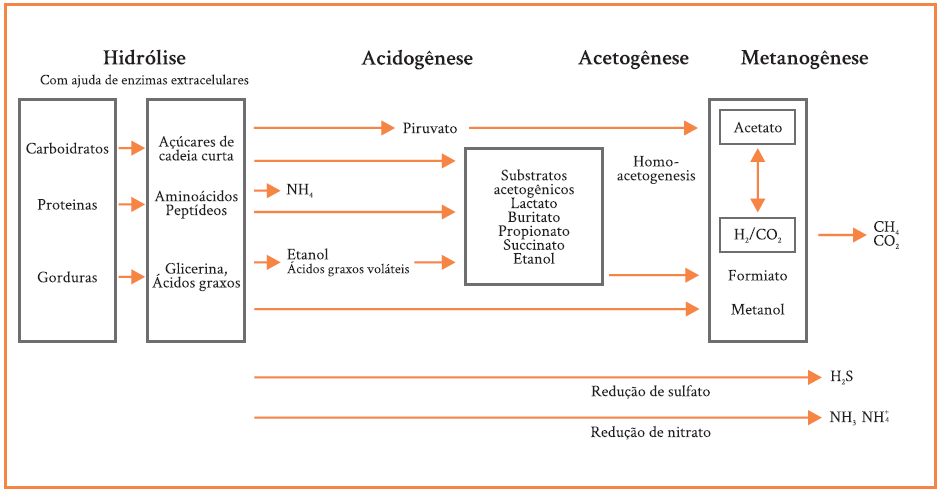 Hidrólise
Com ajuda de enzimas extracelulares
Acidogênese
Acetogênese
Metanogênese
Carboidratos
Proteinas
Gorduras
Açúcares de
cadeia curta
Aminoácidos
Peptídeos
Glicerina,
Ácidos graxos
Piruvato
NH₄
Etanol
Ácidos graxos voláteis
Substratos
acetogênicos
Lactato
Buritato
Propionato
Succinato
Etanol
Homo-
acetogenesis
Acetato
H₂/CO₂
Formiato
Metanol
CH₄
CO₂
Redução de sulfato
H₂S
Redução de nitrato
NH₃ NH₄⁺